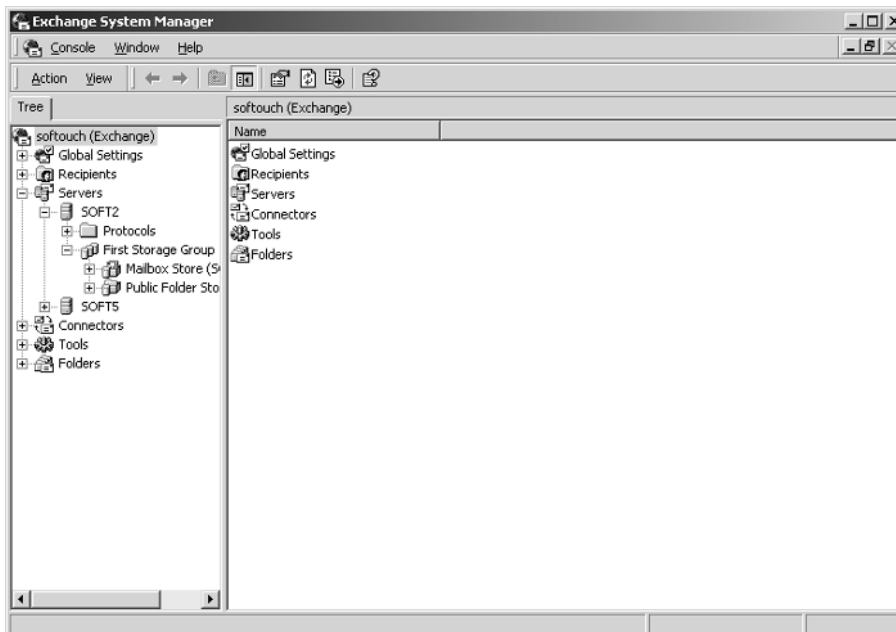 Exchange System Manager
Console Window Help
Action View
Tree
softouch (Exchange)
softouch (Exchange)
Global Settings
Recipients
Servers
SOFT2
Protocols
First Storage Group
Mailbox Store (S
Public Folder Sto
SOFT5
Connectors
Tools
Folders
Name
Global Settings
Recipients
Servers
Connectors
Tools
Folders